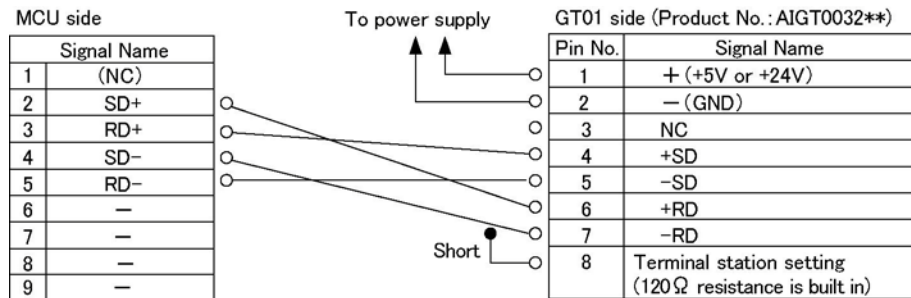 MCU side
Signal Name
1 (NC)
2 SD+
3 RD+
4 SD-
5 RD-
6 —
7 —
8 —
9 —
To power supply
Short
GT01 side (Product No.: AIGT0032**)
Pin No. Signal Name
1 + (+5V or +24V)
2 - (GND)
3 NC
4 +SD
5 -SD
6 +RD
7 -RD
8 Terminal station setting
(120Ω resistance is built in)